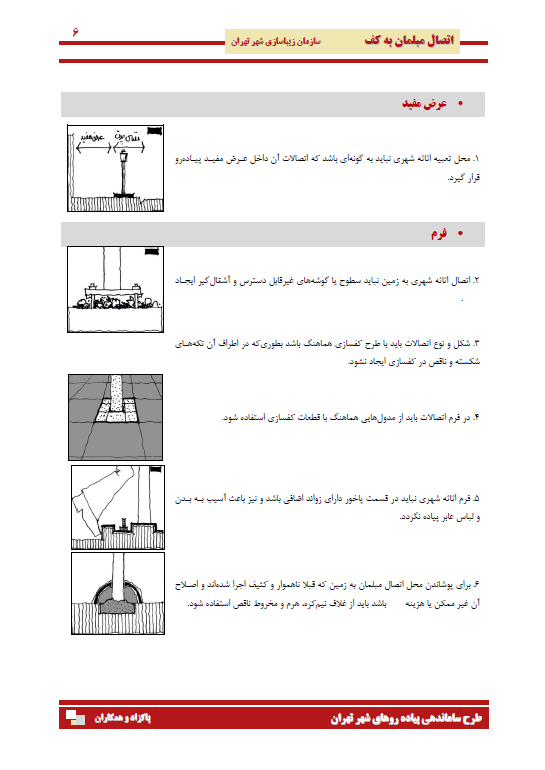 ۶
سازمان زیباسازی شهر تهران
اتصال مبلمان به کف
• عرض مفید
عرض مفید
۱. محل تعبیه اثاثه شهری نباید به گونه‌ای باشد که اتصالات آن داخل عـرض مفیـد پیـاده‌رو
قرار گیرد.
• فرم
۲. اتصال اثاثه شهری به زمین نباید سطوح یا گوشه‌های غیرقابل دسترس و آشغال‌گیر ایجـاد
.
۳. شکل و نوع اتصالات باید با طرح کفسازی هماهنگ باشد بطوری‌که در اطراف آن تکه‌هـای
شکسته و ناقص در کفسازی ایجاد نشود.
۴. در فرم اتصالات باید از مدول‌هایی هماهنگ با قطعات کفسازی استفاده شود.
۵. فرم اثاثه شهری نباید در قسمت پاخور دارای زوائد اضافی باشد و نیز باعث آسیب بـه بـدن
و لباس عابر پیاده نگردد.
۶. برای پوشاندن محل اتصال مبلمان به زمین که قبلا ناهموار و کثیف اجرا شده‌اند و اصـلاح
آن غیر ممکن یا هزینه باشد باید از غلاف نیم‌کره، هرم و مخروط ناقص استفاده شود.
طرح ساماندهی پیاده روهای شهر تهران
پاکزاد و همکاران